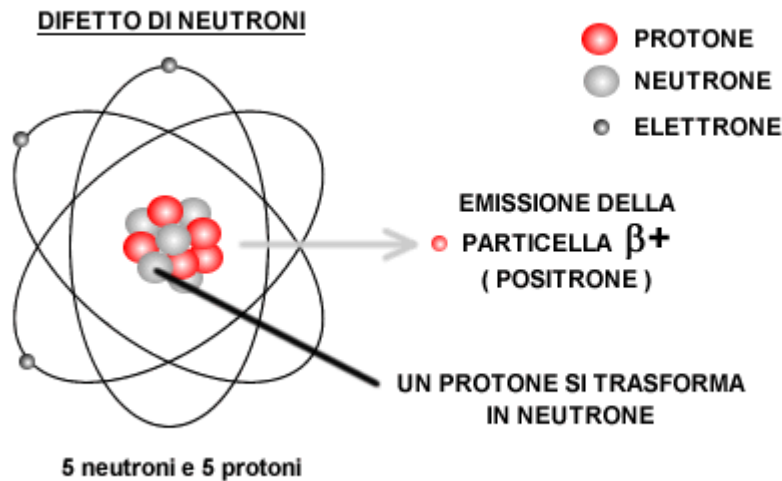 DIFETTO DI NEUTRONI
PROTONE
NEUTRONE
ELETTRONE
EMISSIONE DELLA
PARTICELLA β+
( POSITRONE )
UN PROTONE SI TRASFORMA
IN NEUTRONE
5 neutroni e 5 protoni